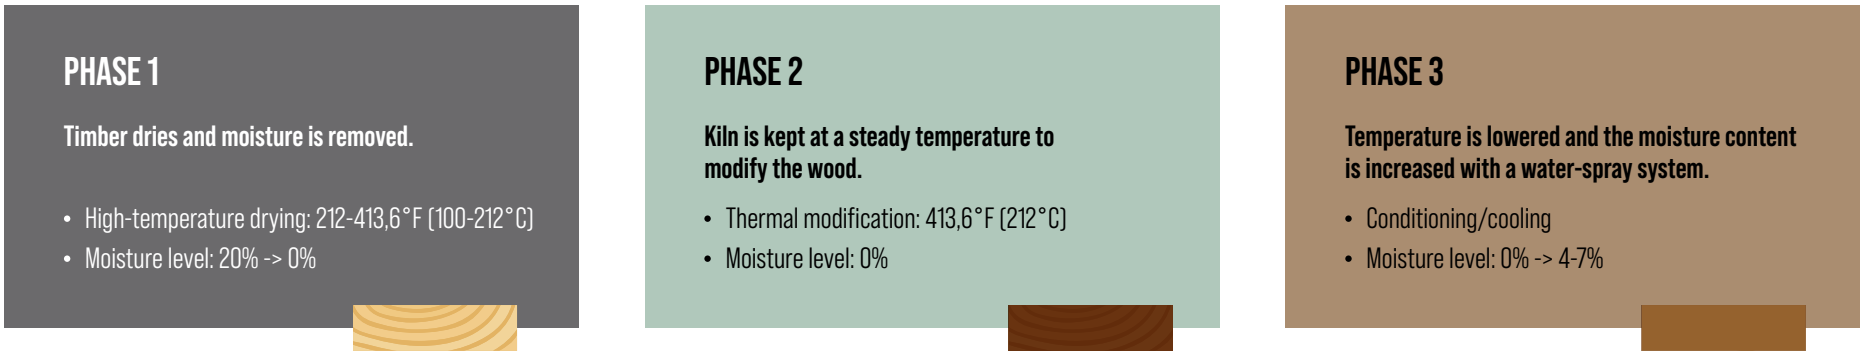 PHASE 1
Timber dries and moisture is removed.
• High-temperature drying: 212-413,6°F (100-212°C)
• Moisture level: 20% -> 0%
PHASE 2
Kiln is kept at a steady temperature to
modify the wood.
• Thermal modification: 413,6°F (212°C)
• Moisture level: 0%
PHASE 3
Temperature is lowered and the moisture content
is increased with a water-spray system.
• Conditioning/cooling
• Moisture level: 0% -> 4-7%